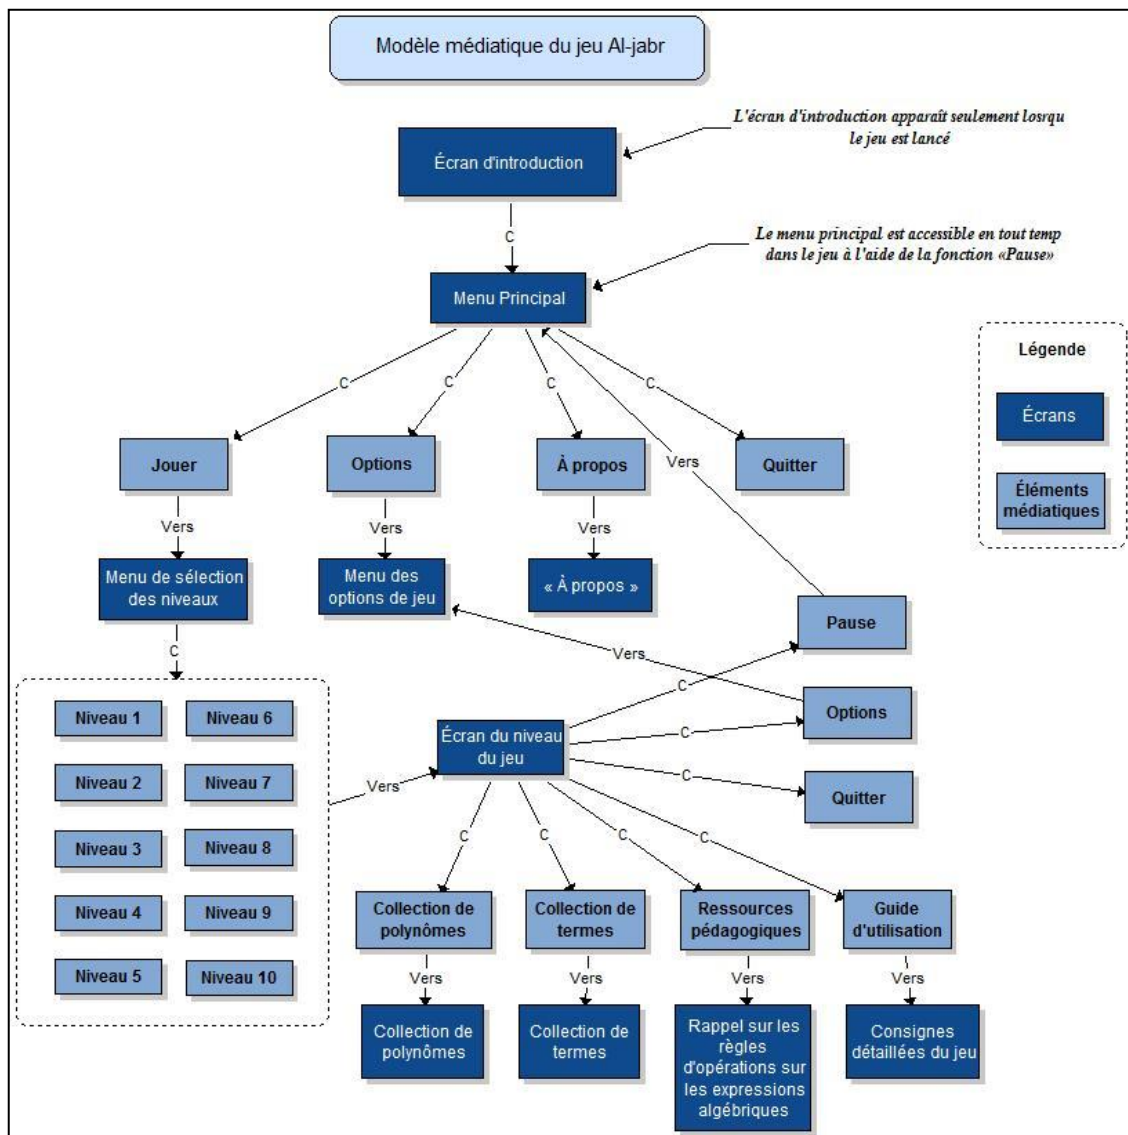 Modèle médiatique du jeu Al-jabr
L'écran d'introduction apparaît seulement losrqu
le jeu est lancé
Écran d'introduction
C
Le menu principal est accessible en tout temp
dans le jeu à l'aide de la fonction «Pause»
Menu Principal
Légende
Écrans
Éléments
médiatiques
C
C
C
C
Vers
Jouer
Options
À propos
Quitter
Vers
Vers
Vers
Menu de sélection
des niveaux
Menu des
options de jeu
« À propos »
Pause
C
Vers
C
Options
Niveau 1
Niveau 6
Niveau 2
Niveau 7
Niveau 3
Niveau 8
Niveau 4
Niveau 9
Niveau 5
Niveau 10
Vers
Écran du niveau
du jeu
C
C
Quitter
C
C
C
C
Collection de
polynômes
Collection de
termes
Ressources
pédagogiques
Guide
d'utilisation
Vers
Vers
Vers
Vers
Collection de
polynômes
Collection de
termes
Rappel sur les
règles
d'opérations sur
les expressions
algébriques
Consignes
détaillées du jeu